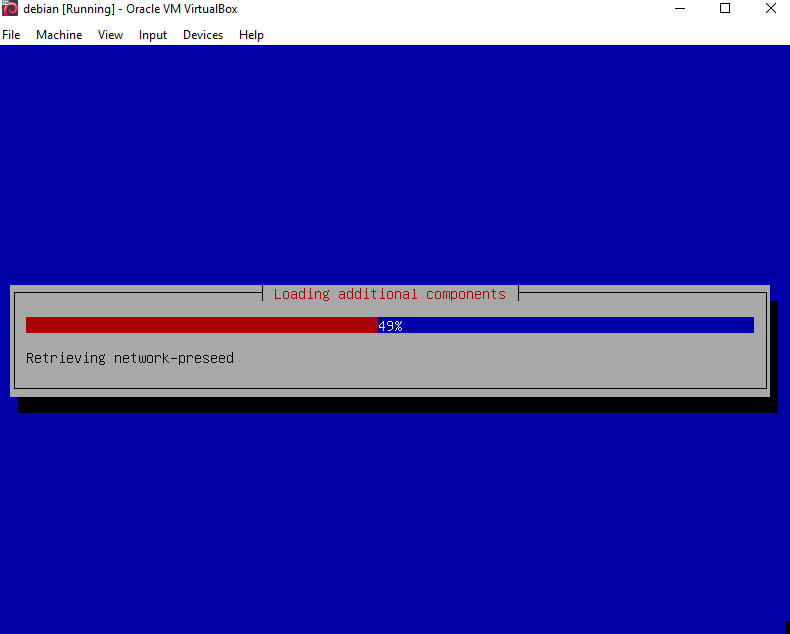 debian [Running] - Oracle VM VirtualBox
File Machine View Input Devices Help
Loading additional components
49%
Retrieving network-preseed